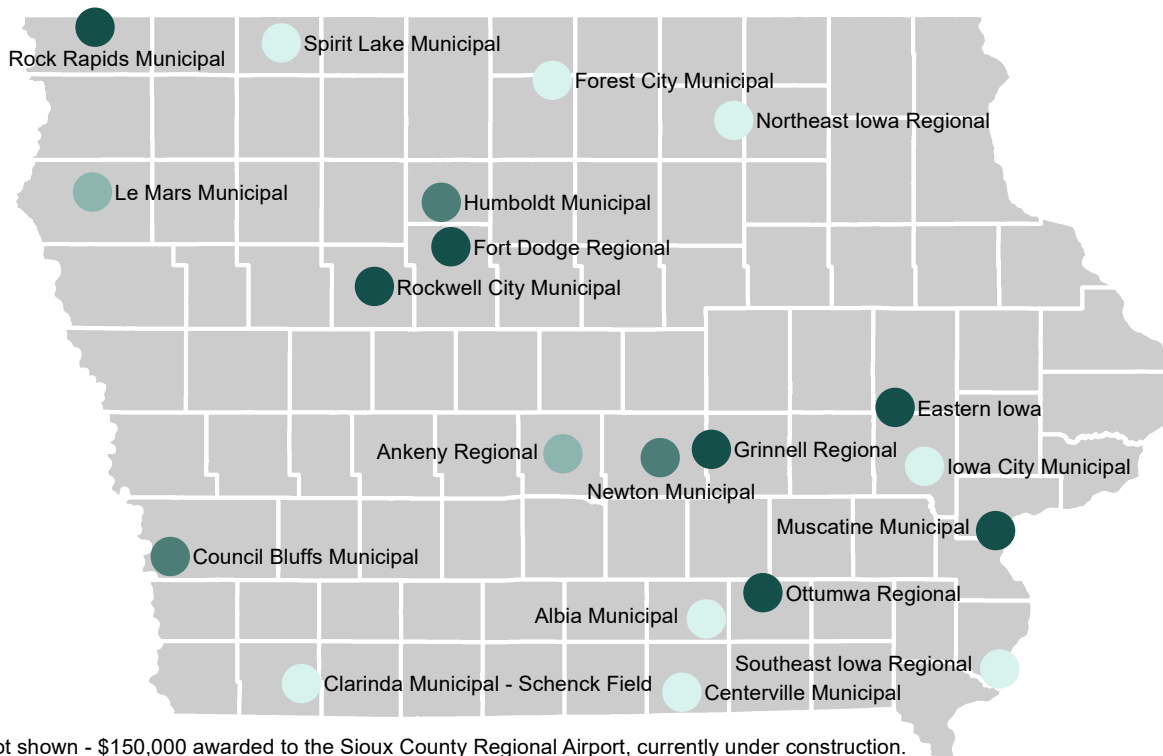 Rock Rapids Municipal
Spirit Lake Municipal
Forest City Municipal
Northeast Iowa Regional
Le Mars Municipal
Humboldt Municipal
Fort Dodge Regional
Rockwell City Municipal
Eastern Iowa
Ankeny Regional
Grinnell Regional
Iowa City Municipal
Newton Municipal
Muscatine Municipal
Council Bluffs Municipal
Ottumwa Regional
Albia Municipal
Southeast Iowa Regional
Clarinda Municipal - Schenck Field
Centerville Municipal
ot shown - $150,000 awarded to the Sioux County Regional Airport, currently under construction.